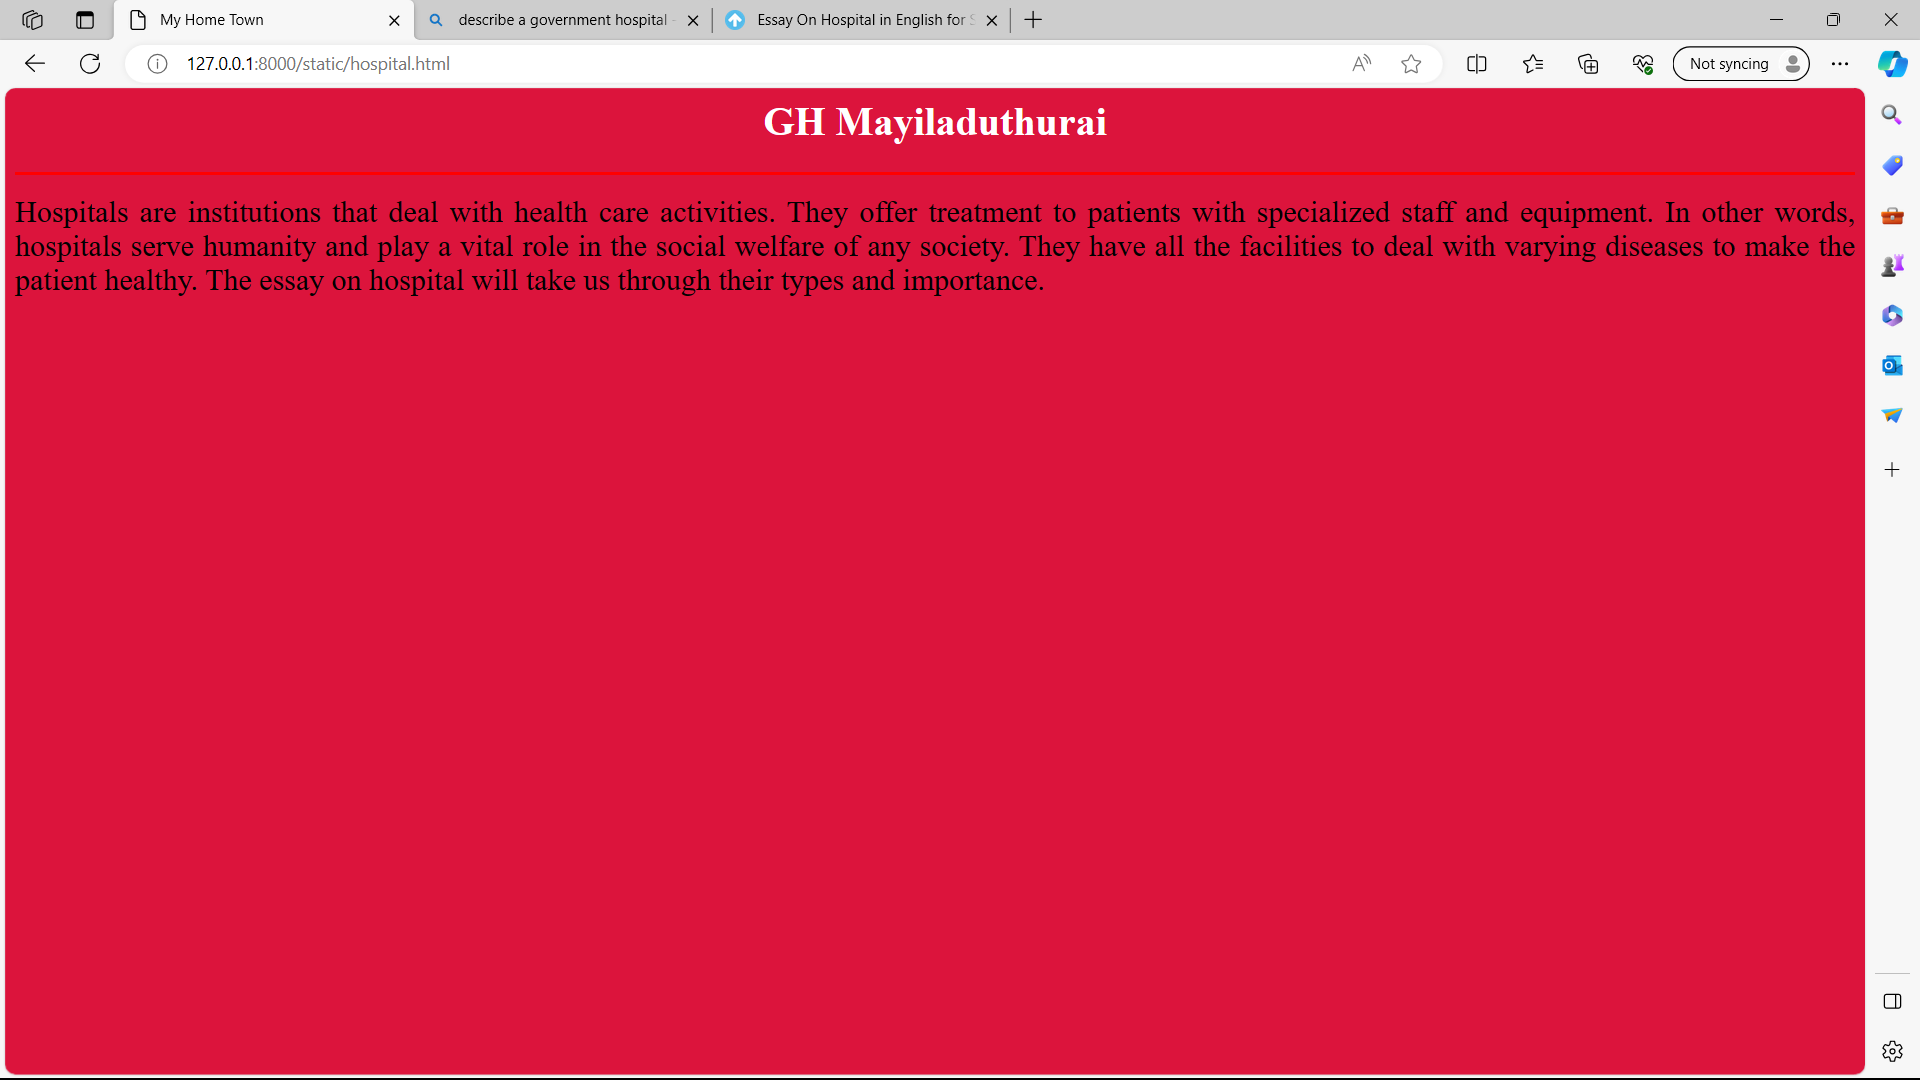 My Home Town
describe a government hospital -
Essay On Hospital in English for S
127.0.0.1:8000/static/hospital.html
Not syncing
GH Mayiladuthurai
Hospitals are institutions that deal with health care activities. They offer treatment to patients with specialized staff and equipment. In other words,
hospitals serve humanity and play a vital role in the social welfare of any society. They have all the facilities to deal with varying diseases to make the
patient healthy. The essay on hospital will take us through their types and importance.